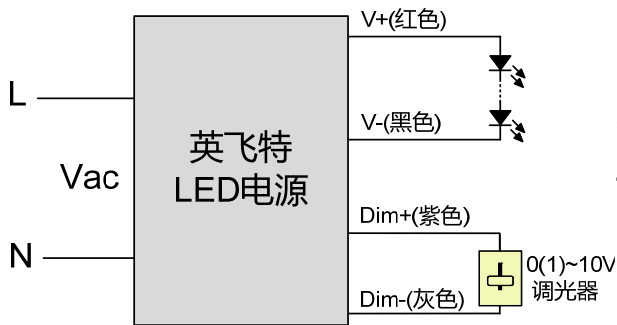 V+(红色)
L
V-(黑色)
英飞特
LED电源
Vac
Dim+(紫色)
N
0(1)~10V
调光器
Dim-(灰色)